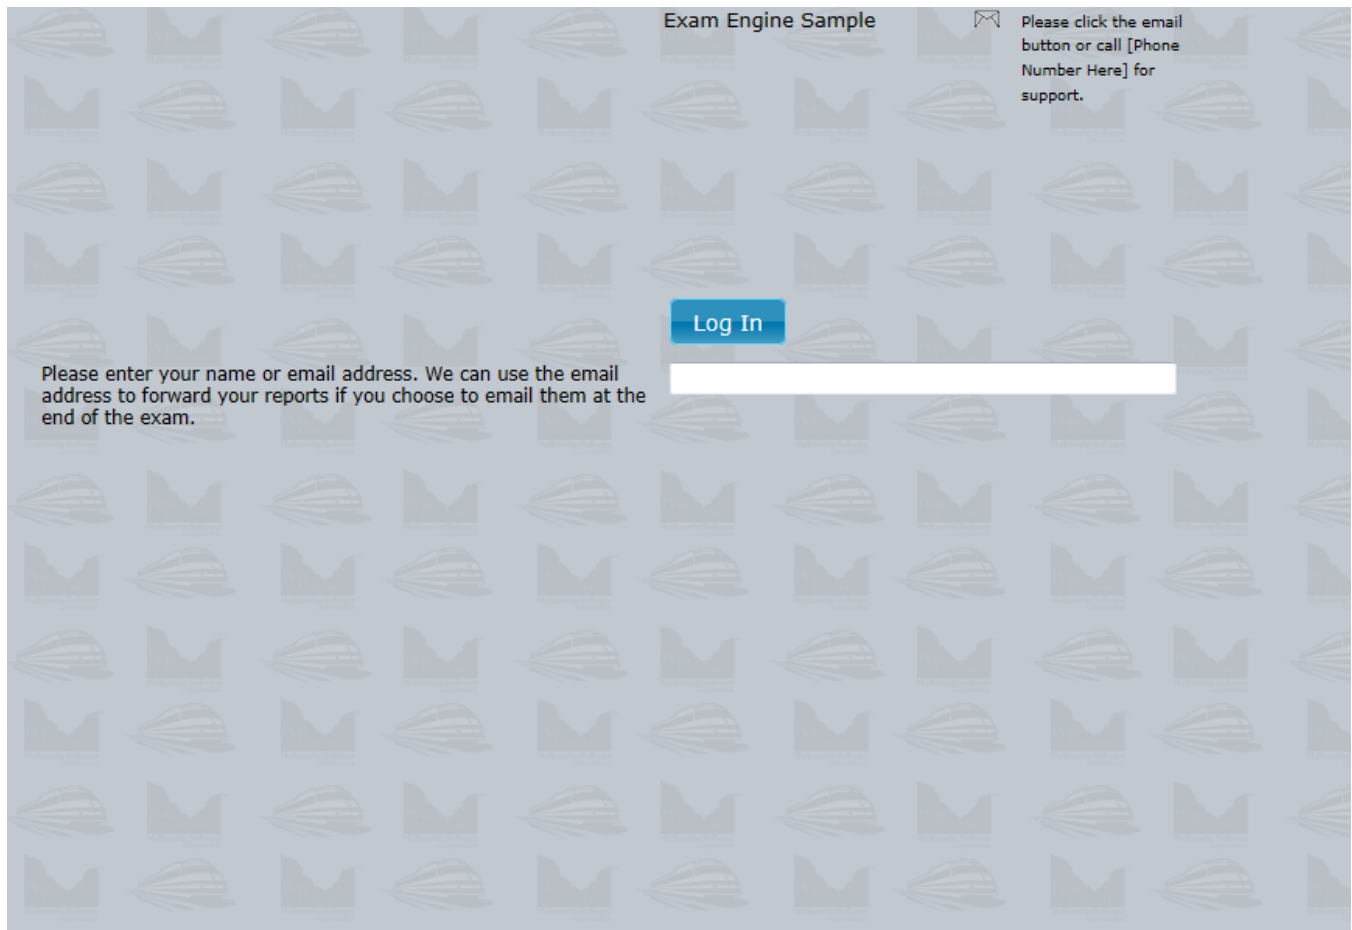 Exam Engine Sample
Please click the email
button or call [Phone
Number Here] for
support.
Log In
Please enter your name or email address. We can use the email
address to forward your reports if you choose to email them at the
end of the exam.